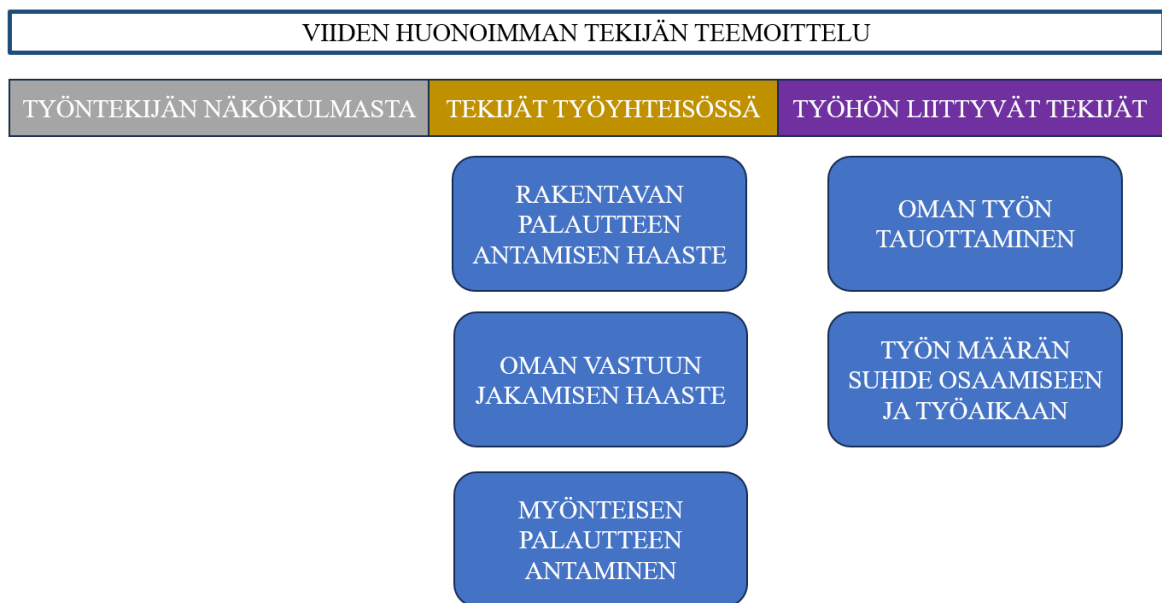 VIIDEN HUONOIMMAN TEKIJÄN TEEMOITTELU
TYÖNTEKIJÄN NÄKÖKULMASTA
TEKIJÄT TYÖYHTEISÖSSÄ
TYÖHÖN LIITTYVÄT TEKIJÄT
RAKENTAVAN
PALAUTTEEN
ANTAMISEN HAASTE
OMAN VASTUUN
JAKAMISEN HAASTE
MYÖNTEISEN
PALAUTTEEN
ANTAMINEN
OMAN TYÖN
TAUOTTAMINEN
TYÖN MÄÄRÄN
SUHDE OSAAMISEEN
JA TYÖAIKAAN